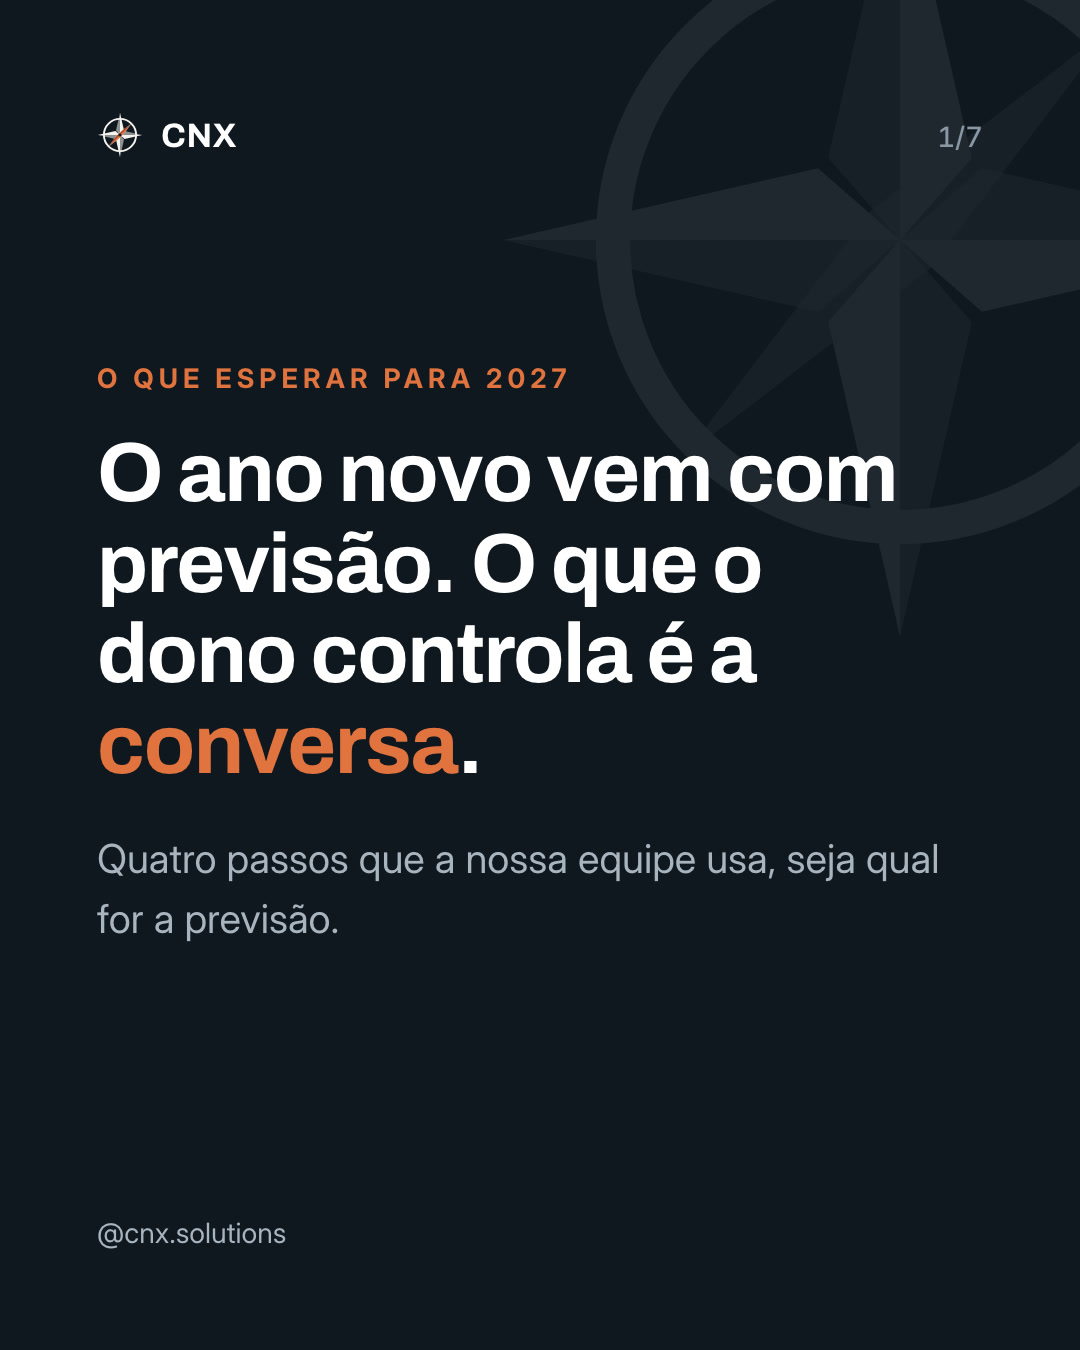 CNX
1/7
O QUE ESPERAR PARA 2027
O ano novo vem com
previsão. O que o
dono controla é a
conversa.
Quatro passos que a nossa equipe usa, seja qual
for a previsão.
@cnx.solutions